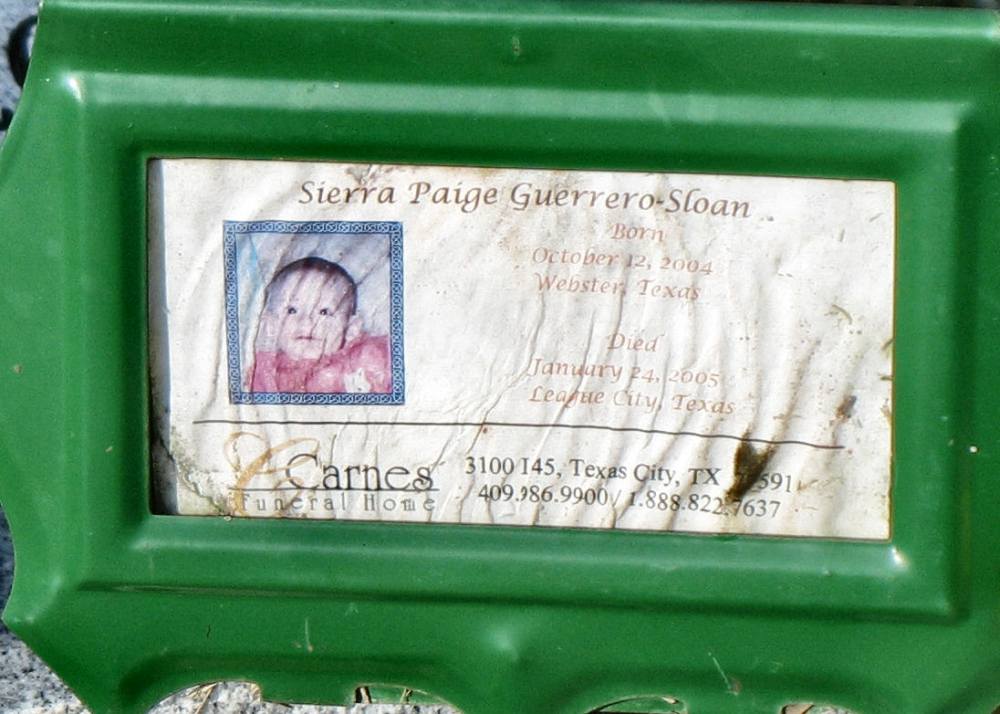 Sierra Paige Guerrero-Sloan
Born
October 12, 2004
Webster, Texas
Died
January 24, 2005
League City, Texas
Carnes
Funeral Home
3100 I45, Texas City, TX
409.986.9900 / 1.888.822.7637